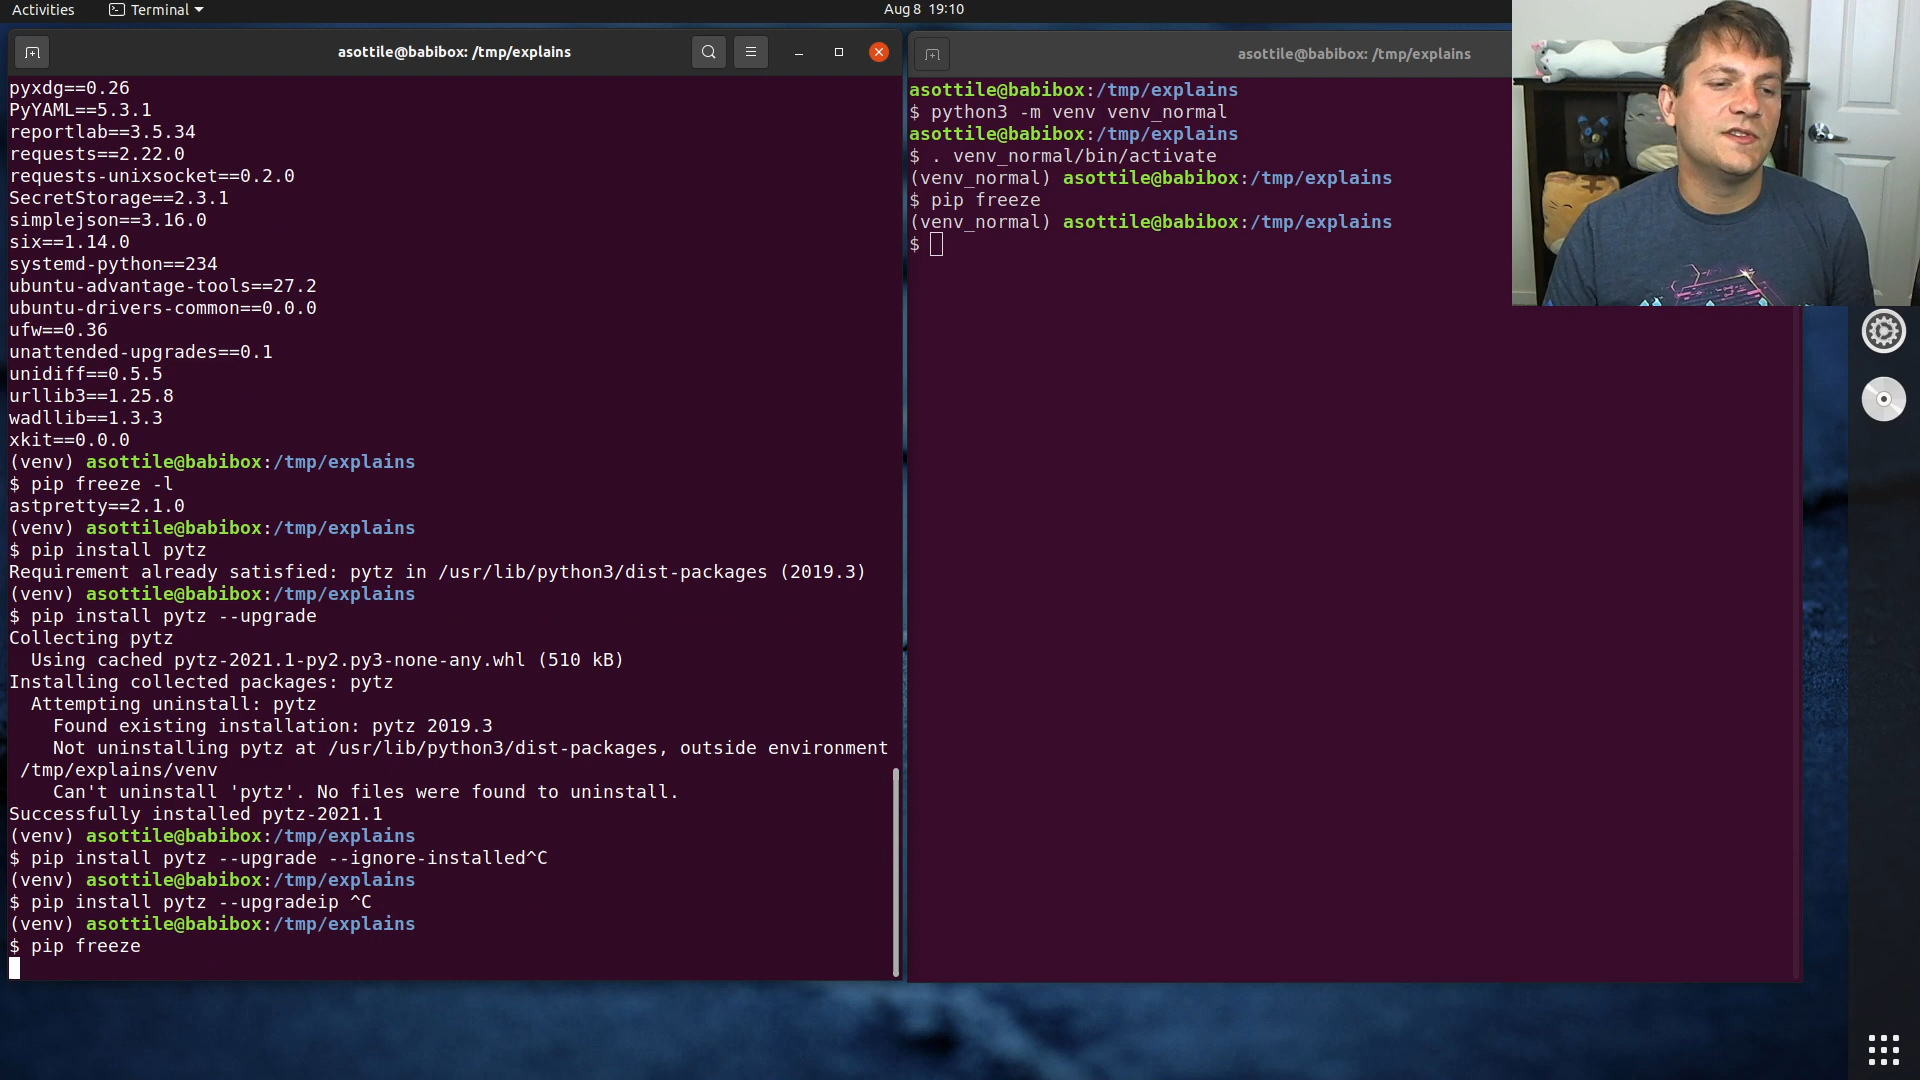 Activities
Terminal
Aug 8 19:10
asottile@babibox: /tmp/explains
pyxdg==0.26
PyYAML==5.3.1
reportlab==3.5.34
requests==2.22.0
requests-unixsocket==0.2.0
SecretStorage==2.3.1
simplejson==3.16.0
six==1.14.0
systemd-python==234
ubuntu-advantage-tools==27.2
ubuntu-drivers-common==0.0.0
ufw==0.36
unattended-upgrades==0.1
unidiff==0.5.5
urllib3==1.25.8
wadllib==1.3.3
xkit==0.0.0
(venv) asottile@babibox:/tmp/explains
$ pip freeze -l
astpretty==2.1.0
(venv) asottile@babibox:/tmp/explains
$ pip install pytz
Requirement already satisfied: pytz in /usr/lib/python3/dist-packages (2019.3)
(venv) asottile@babibox:/tmp/explains
$ pip install pytz --upgrade
Collecting pytz
  Using cached pytz-2021.1-py2.py3-none-any.whl (510 kB)
Installing collected packages: pytz
  Attempting uninstall: pytz
    Found existing installation: pytz 2019.3
    Not uninstalling pytz at /usr/lib/python3/dist-packages, outside environment
 /tmp/explains/venv
    Can't uninstall 'pytz'. No files were found to uninstall.
Successfully installed pytz-2021.1
(venv) asottile@babibox:/tmp/explains
$ pip install pytz --upgrade --ignore-installed^C
(venv) asottile@babibox:/tmp/explains
$ pip install pytz --upgradeip ^C
(venv) asottile@babibox:/tmp/explains
$ pip freeze
asottile@babibox: /tmp/explains
asottile@babibox:/tmp/explains
$ python3 -m venv venv_normal
asottile@babibox:/tmp/explains
$ . venv_normal/bin/activate
(venv_normal) asottile@babibox:/tmp/explains
$ pip freeze
(venv_normal) asottile@babibox:/tmp/explains
$